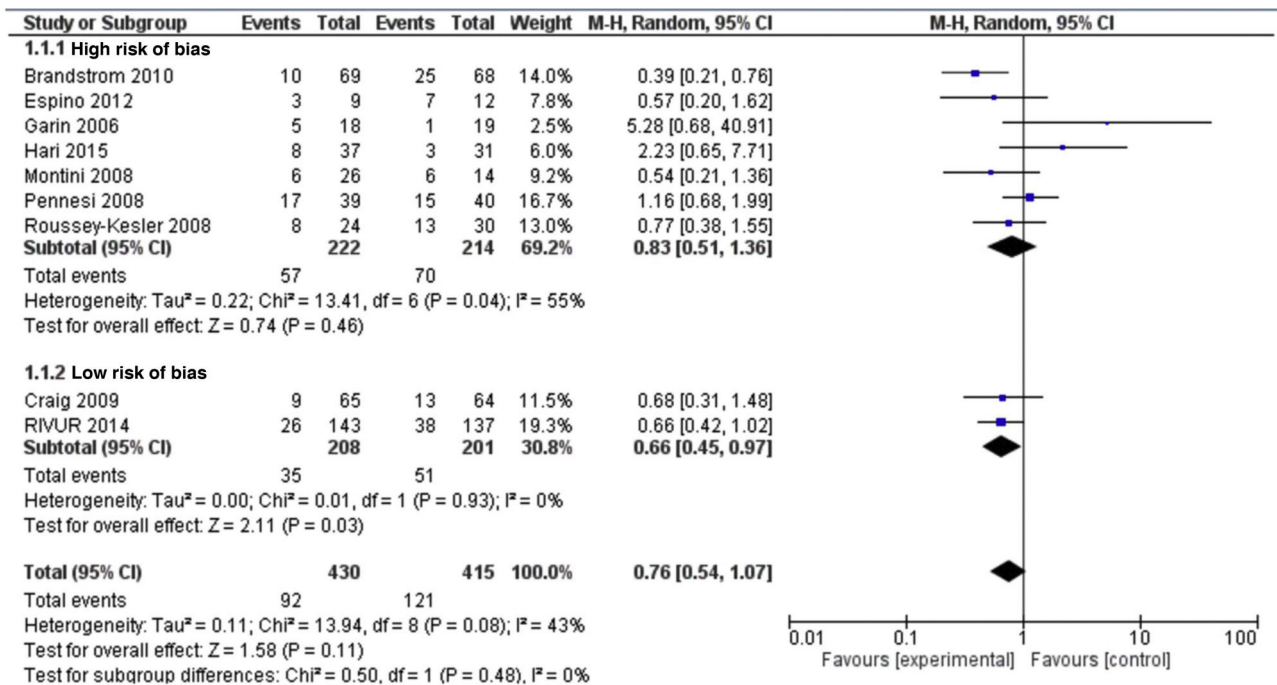 Study or Subgroup Events Total Events Total Weight M-H, Random, 95% CI M-H, Random, 95% CI
1.1.1 High risk of bias
Brandstrom 2010 10 69 25 68 14.0% 0.39 [0.21, 0.76]
Espino 2012 3 9 7 12 7.8% 0.57 [0.20, 1.62]
Garin 2006 5 18 1 19 2.5% 5.28 [0.68, 40.91]
Hari 2015 8 37 3 31 6.0% 2.23 [0.65, 7.71]
Montini 2008 6 26 6 14 9.2% 0.54 [0.21, 1.36]
Pennesi 2008 17 39 15 40 16.7% 1.16 [0.68, 1.99]
Roussey-Kesler 2008 8 24 13 30 13.0% 0.77 [0.38, 1.55]
Subtotal (95% CI) 222 214 69.2% 0.83 [0.51, 1.36]
Total events 57 70
Heterogeneity: Tau² = 0.22; Chi² = 13.41, df = 6 (P = 0.04); I² = 55%
Test for overall effect: Z = 0.74 (P = 0.46)
1.1.2 Low risk of bias
Craig 2009 9 65 13 64 11.5% 0.68 [0.31, 1.48]
RIVUR 2014 26 143 38 137 19.3% 0.66 [0.42, 1.02]
Subtotal (95% CI) 208 201 30.8% 0.66 [0.45, 0.97]
Total events 35 51
Heterogeneity: Tau² = 0.00; Chi² = 0.01, df = 1 (P = 0.93); I² = 0%
Test for overall effect: Z = 2.11 (P = 0.03)
Total (95% CI) 430 415 100.0% 0.76 [0.54, 1.07]
Total events 92 121
Heterogeneity: Tau² = 0.11; Chi² = 13.94, df = 8 (P = 0.08); I² = 43%
Test for overall effect: Z = 1.58 (P = 0.11)
Test for subgroup differences: Chi² = 0.50, df = 1 (P = 0.48), I² = 0%
0.01 0.1 1 10 100
Favours [experimental] Favours [control]